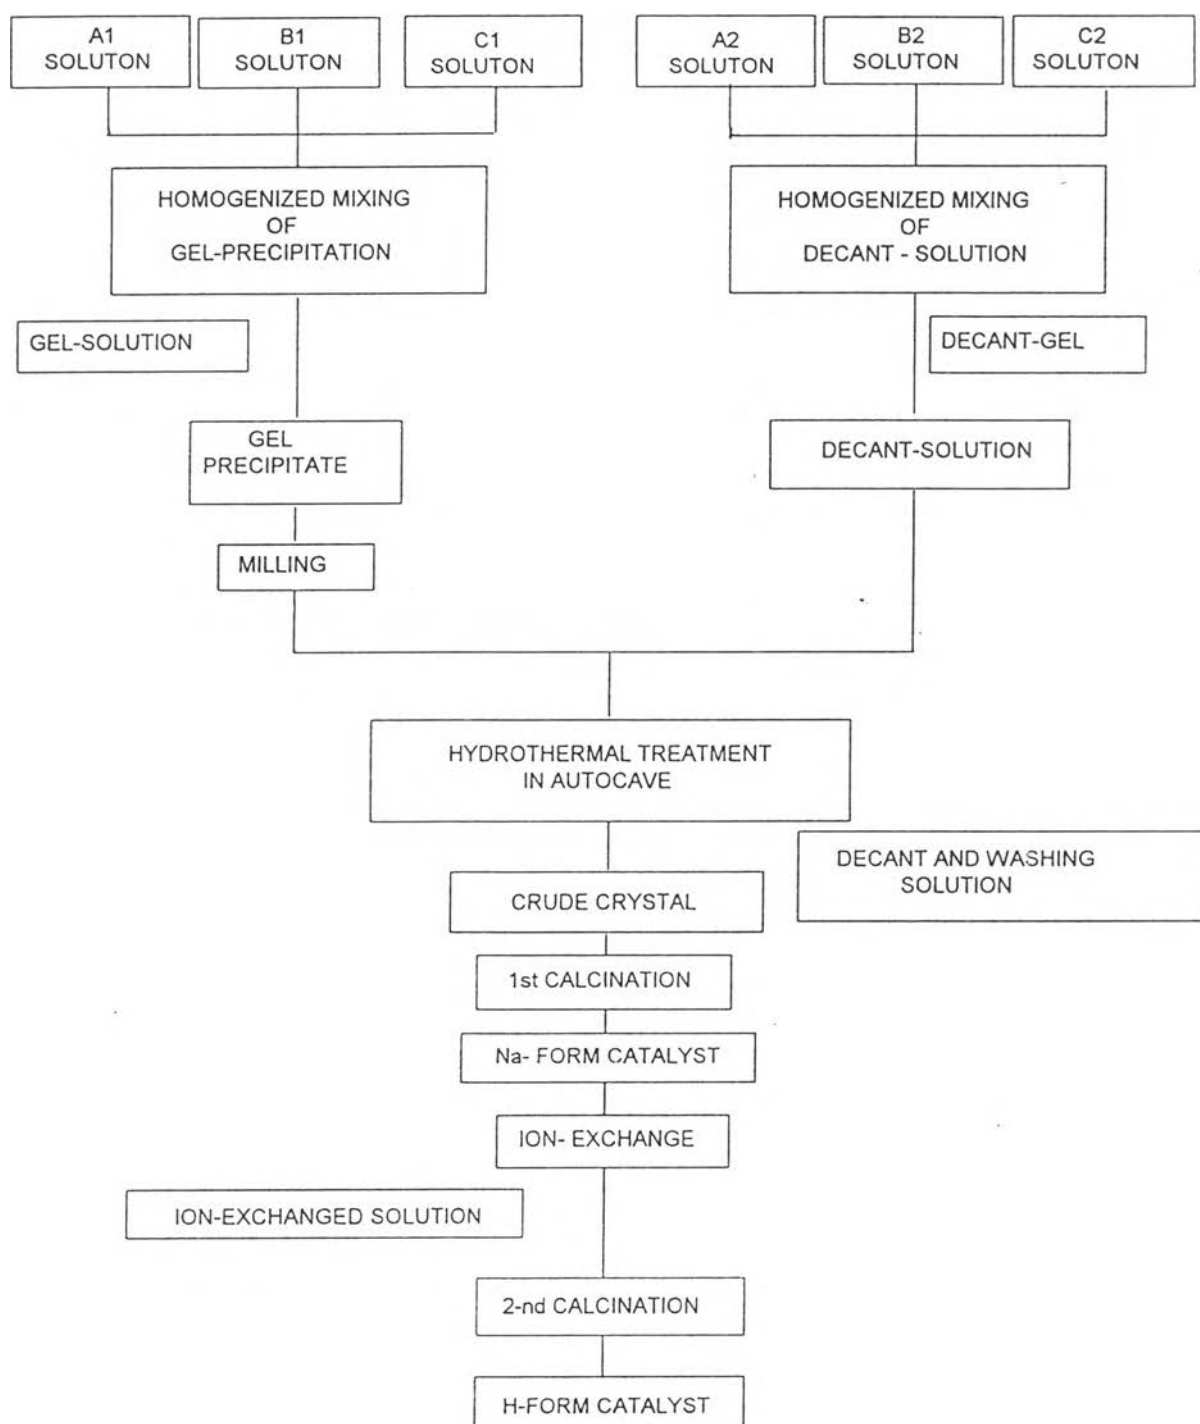 A1
SOLUTON
B1
SOLUTON
C1
SOLUTON
A2
SOLUTON
B2
SOLUTON
C2
SOLUTON
HOMOGENIZED MIXING
OF
GEL-PRECIPITATION
HOMOGENIZED MIXING
OF
DECANT - SOLUTION
GEL-SOLUTION
DECANT-GEL
GEL
PRECIPITATE
DECANT-SOLUTION
MILLING
HYDROTHERMAL TREATMENT
IN AUTOCAVE
DECANT AND WASHING
SOLUTION
CRUDE CRYSTAL
1st CALCINATION
Na- FORM CATALYST
ION- EXCHANGE
ION-EXCHANGED SOLUTION
2-nd CALCINATION
H-FORM CATALYST